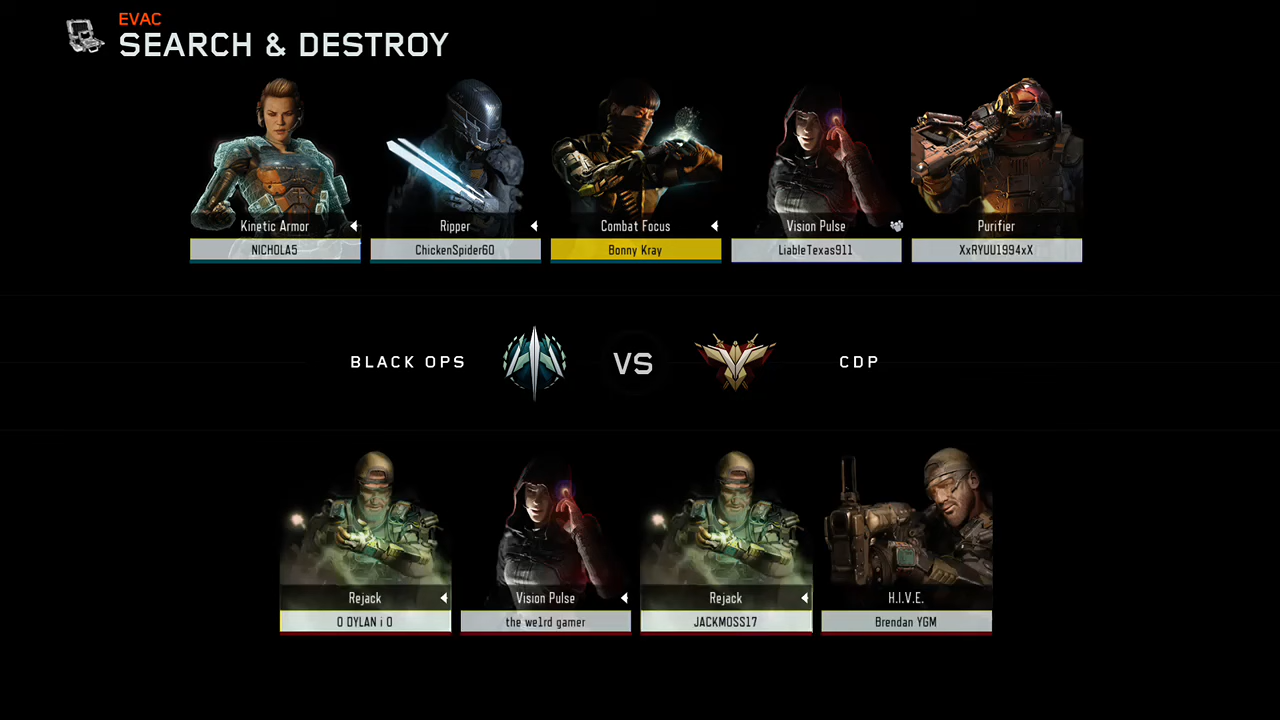 EVAC
SEARCH & DESTROY
Kinetic Armor
Ripper
Combat Focus
Vision Pulse
Purifier
NICHOLA5
ChickenSpider60
Bonny Kray
LiableTexas911
XxRYUU1994xX
BLACK OPS
VS
CDP
Rejack
Vision Pulse
Rejack
H.I.V.E.
O DYLAN i O
the we1rd gamer
JACKMOSS17
Brendan YGM